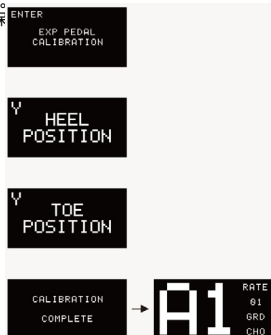 ENTER
EXP PEDAL
CALIBRATION
Y
HEEL
POSITION
Y
TOE
POSITION
CALIBRATION
COMPLETE
A1
RATE
01
GRD
CHO